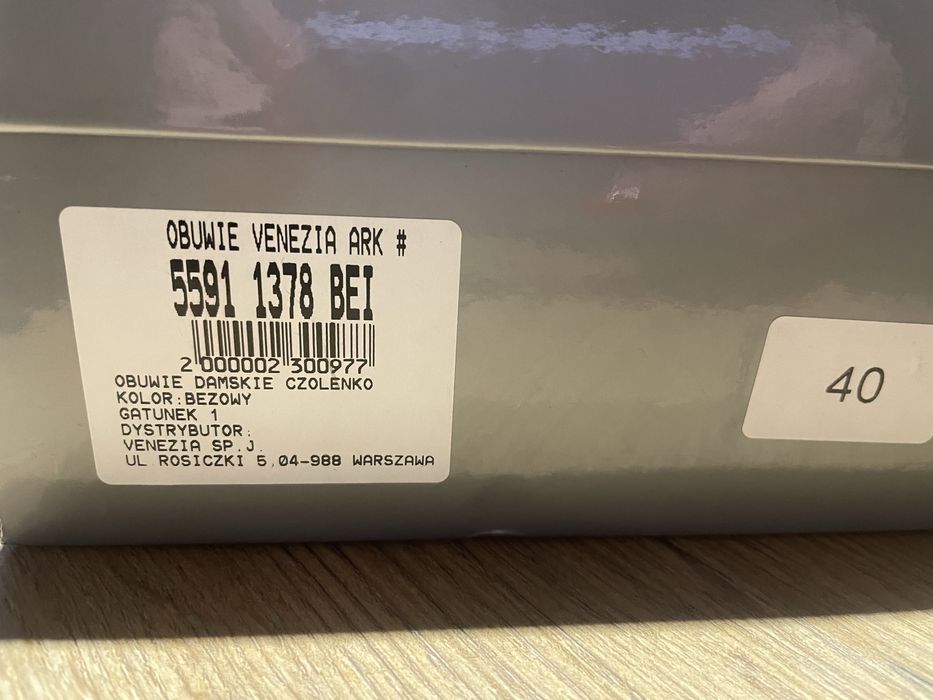 OBUWIE VENEZIA ARK #
5591 1378 BEI
2 000002 300977
OBUWIE DAMSKIE CZOLENKO
KOLOR:BEZOWY
GATUNEK 1
DYSTRYBUTOR:
VENEZIA SP.J.
UL ROSICZKI 5,04-988 WARSZAWA
40